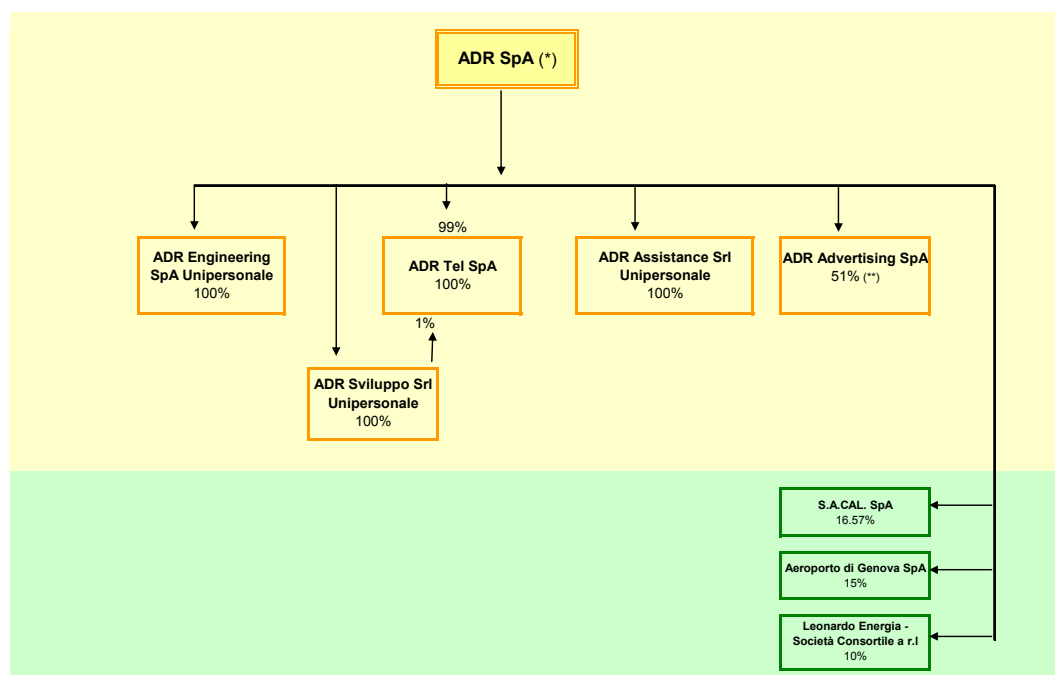 ADR SpA (*)
99%
ADR Engineering
SpA Unipersonale
100%
ADR Tel SpA
100%
ADR Assistance Srl
Unipersonale
100%
ADR Advertising SpA
51% (**)
1%
ADR Sviluppo Srl
Unipersonale
100%
S.A.CAL. SpA
16.57%
Aeroporto di Genova SpA
15%
Leonardo Energia -
Società Consortile a r.l
10%